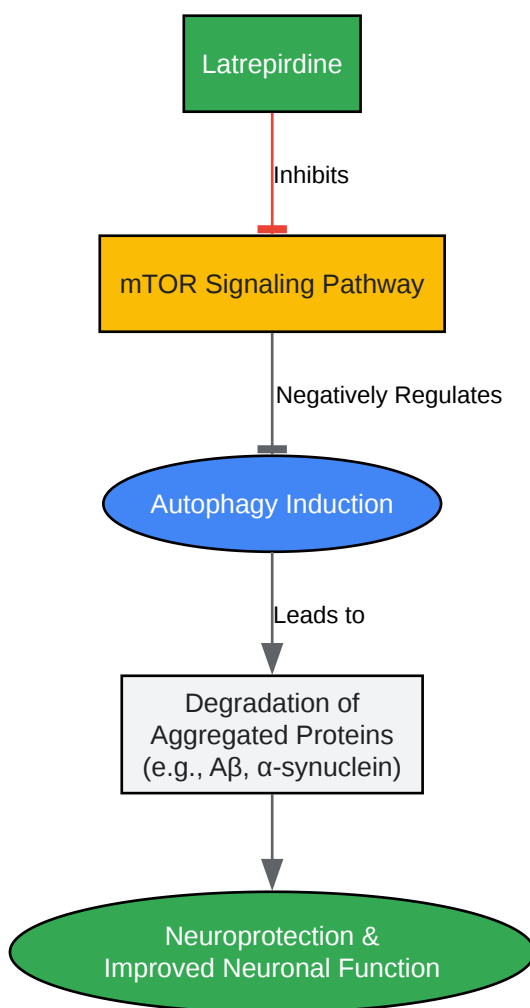 Latrepirdine
Inhibits
mTOR Signaling Pathway
Negatively Regulates
Autophagy Induction
Leads to
Degradation of
Aggregated Proteins
(e.g., Aβ, α-synuclein)
Neuroprotection &
Improved Neuronal Function